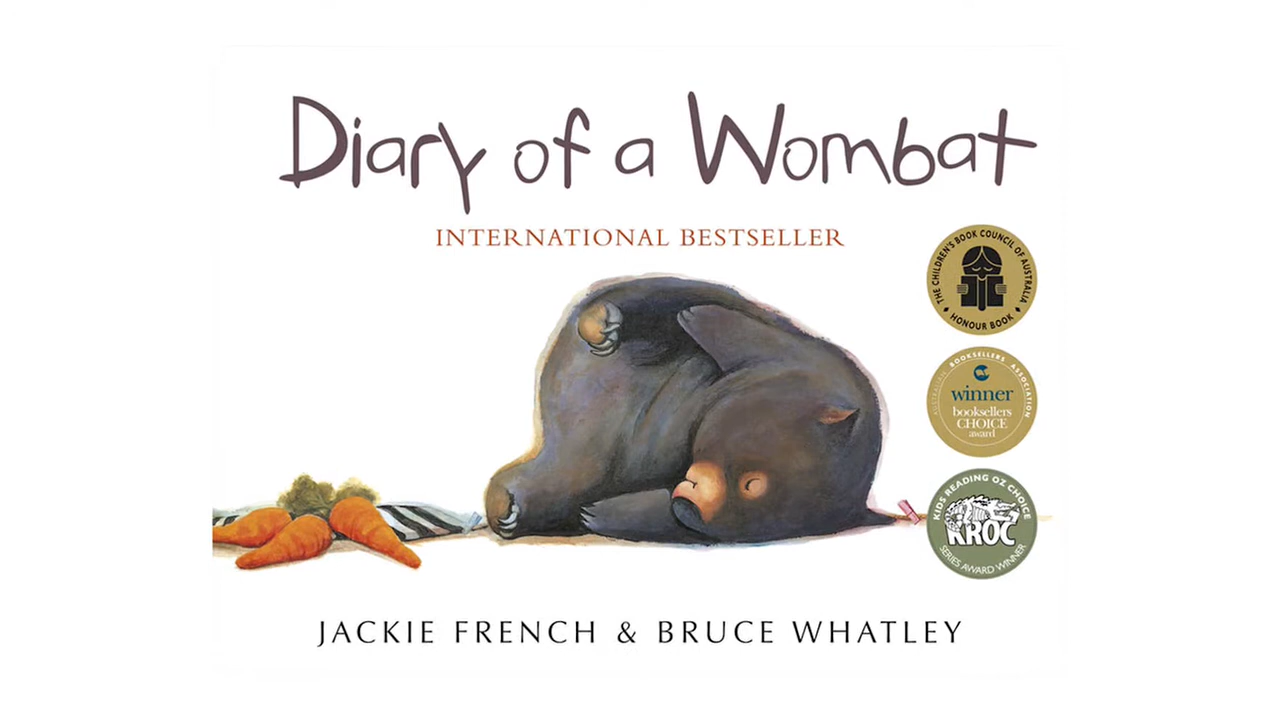 Diary of a Wombat
INTERNATIONAL BESTSELLER
THE CHILDREN'S BOOK COUNCIL OF AUSTRALIA
HONOUR BOOK
AUSTRALIAN BOOKSELLERS ASSOCIATION
winner
booksellers
CHOICE
award
KIDS READING OZ CHOICE
KROC
SERIES AWARD WINNER
JACKIE FRENCH & BRUCE WHATLEY